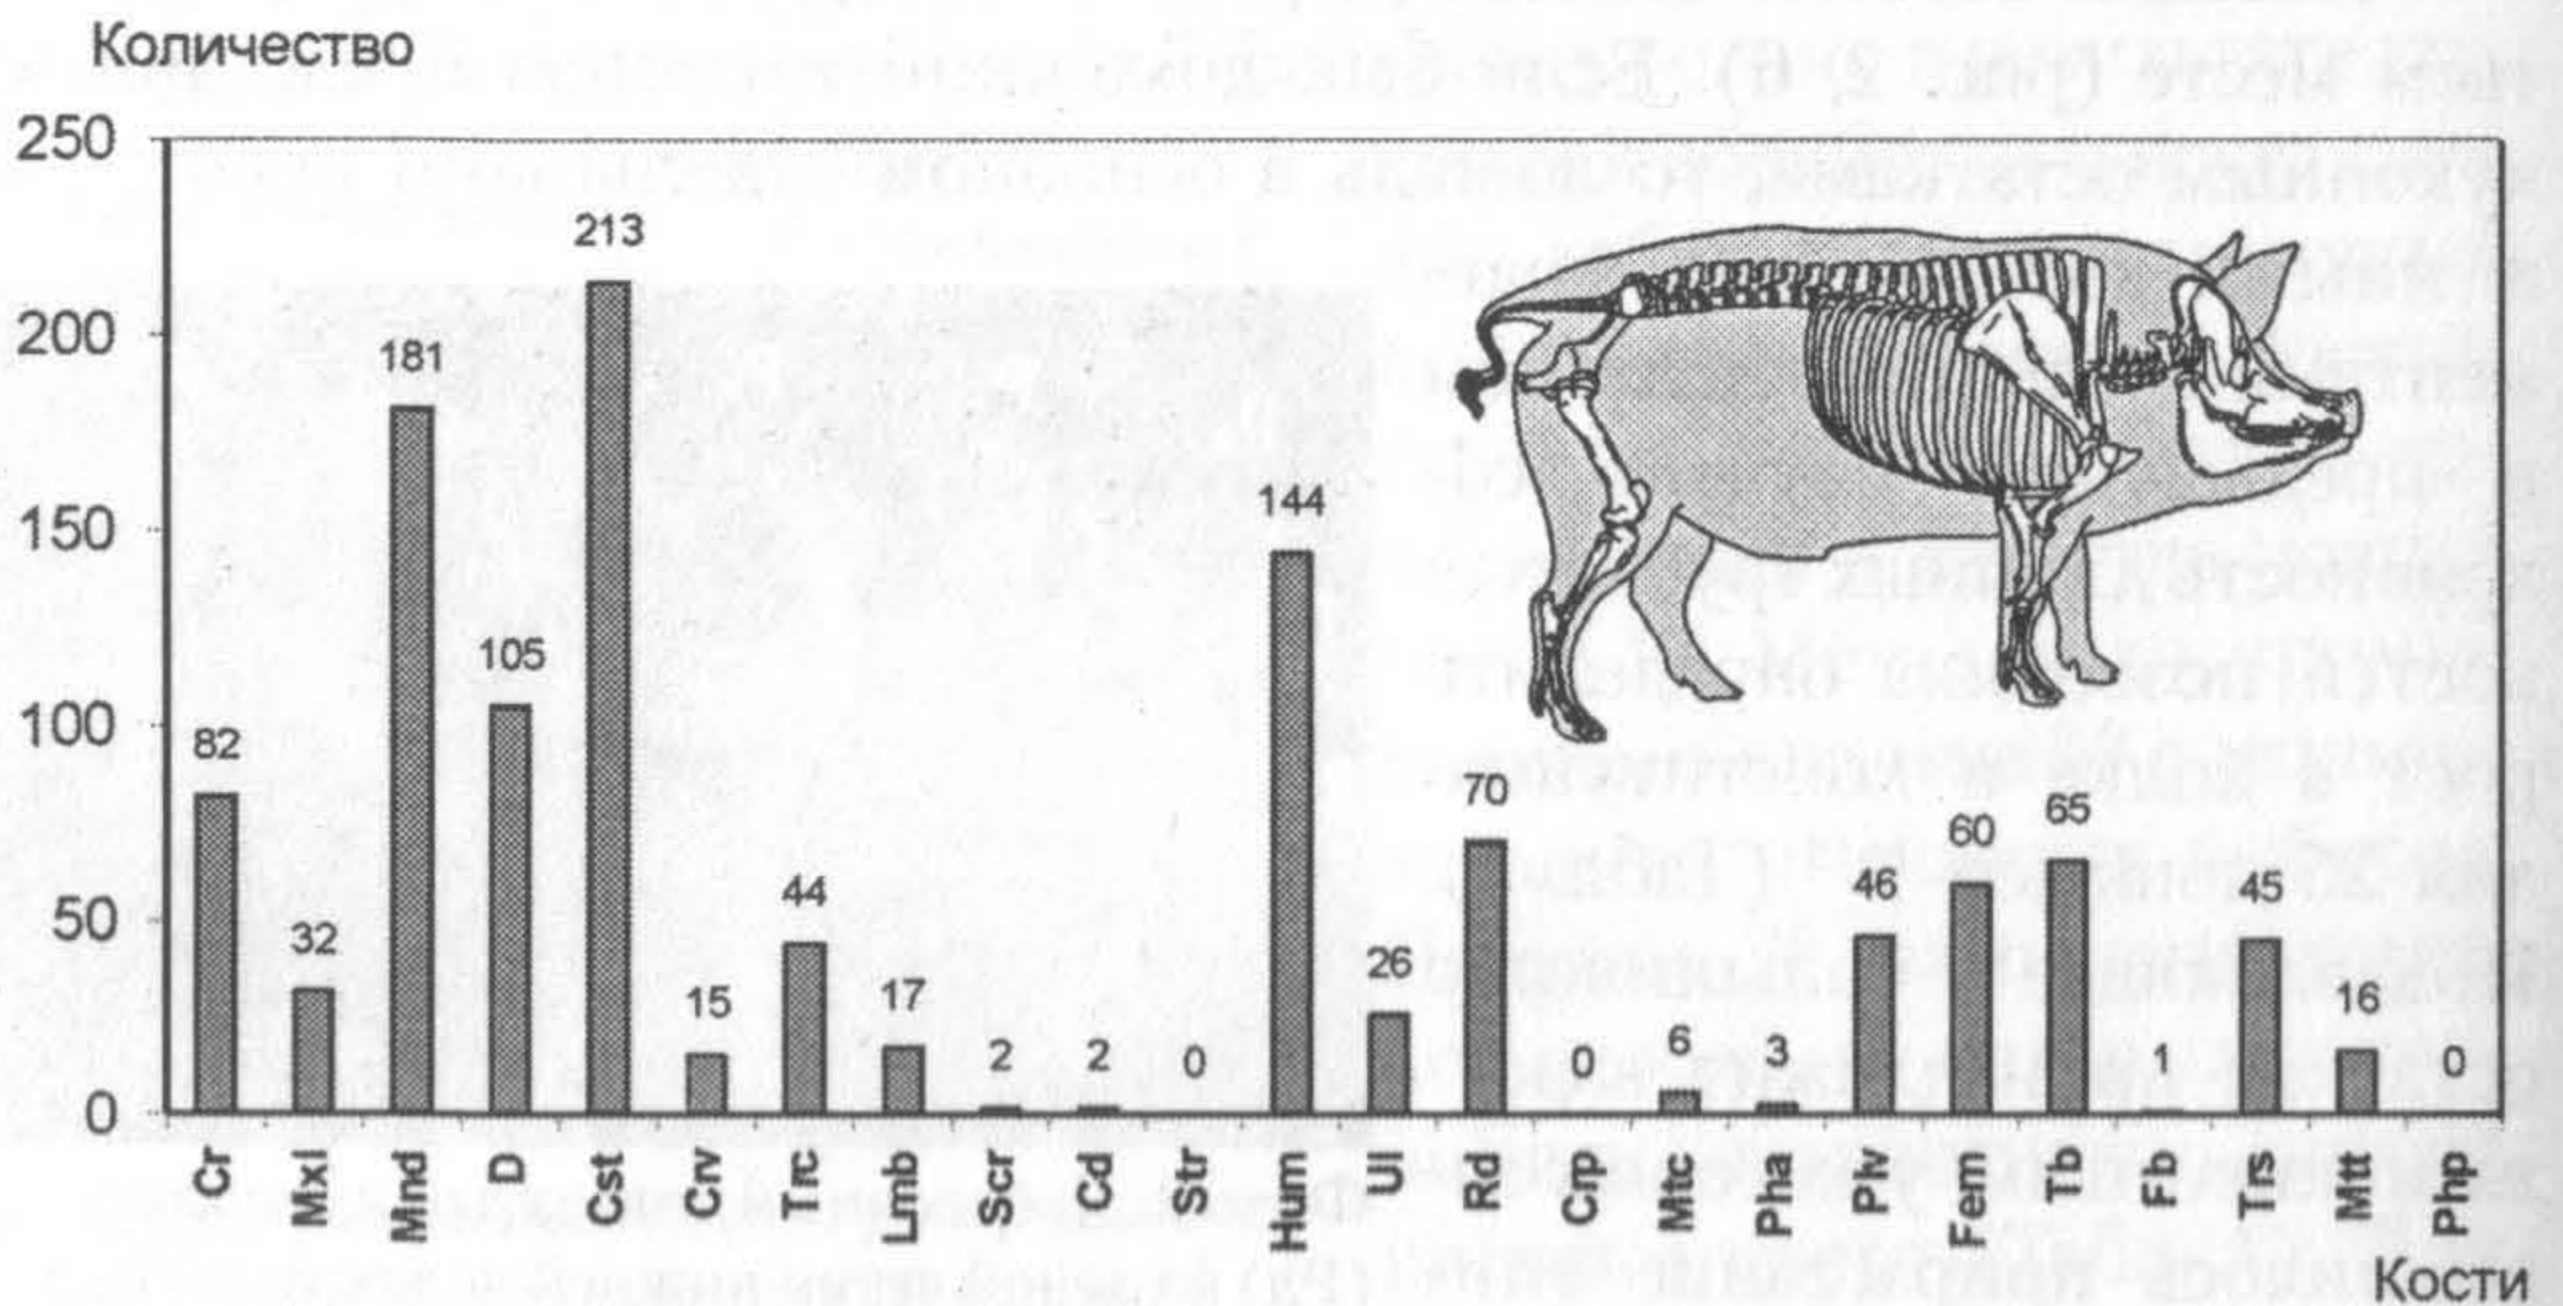 Количество
250
200
150
100
50
0
82
32
181
105
213
15
44
17
2
2
0
144
26
70
0
6
3
46
60
65
1
45
16
0
Cr
Mxl
Mnd
D
Cst
Crv
Trc
Lmb
Scr
Cd
Str
Hum
Ul
Rd
Crp
Mtc
Pha
Plv
Fem
Tb
Fb
Trs
Mtt
Php
Кости